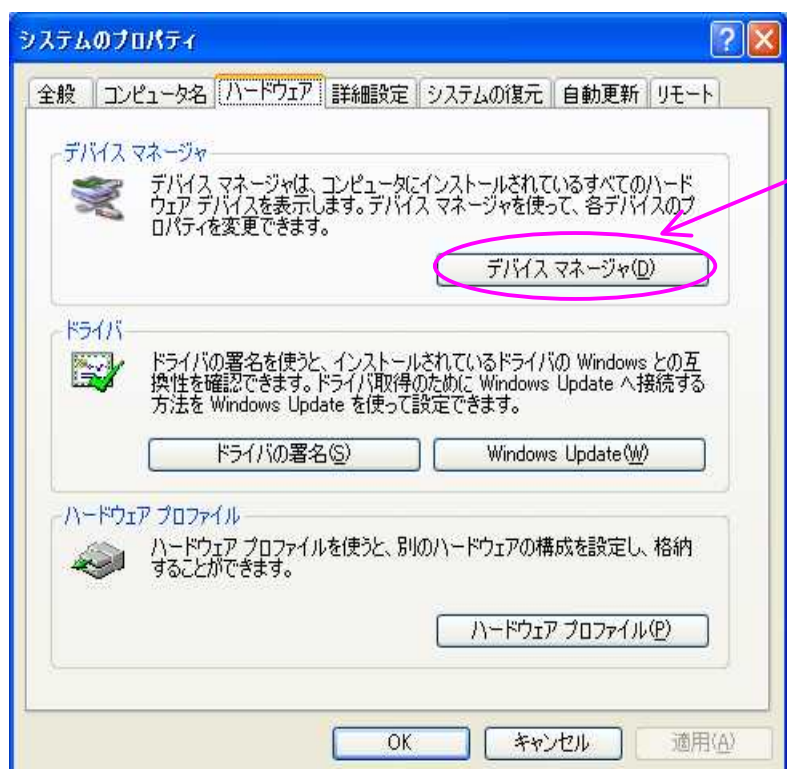 システムのプロパティ
全般 コンピュータ名 ハードウェア 詳細設定 システムの復元 自動更新 リモート
デバイス マネージャ
デバイス マネージャは、コンピュータにインストールされているすべてのハード
ウェア デバイスを表示します。デバイス マネージャを使って、各デバイスのプ
ロパティを変更できます。
デバイス マネージャ(D)
ドライバ
ドライバの署名を使うと、インストールされているドライバの Windows との互
換性を確認できます。ドライバ取得のために Windows Update へ接続する
方法を Windows Update を使って設定できます。
ドライバの署名(S) Windows Update(W)
ハードウェア プロファイル
ハードウェア プロファイルを使うと、別のハードウェアの構成を設定し、格納
することができます。
ハードウェア プロファイル(P)
OK キャンセル 適用(A)